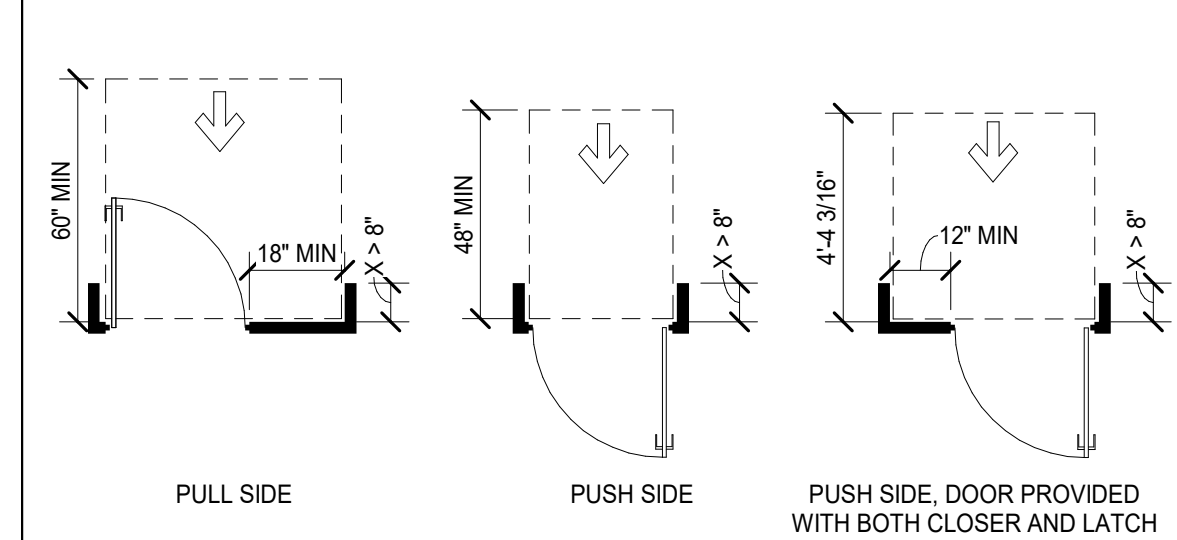 60" MIN
18" MIN
X > 8"
PULL SIDE
48" MIN
X > 8"
PUSH SIDE
4'-4 3/16"
12" MIN
X > 8"
PUSH SIDE, DOOR PROVIDED
WITH BOTH CLOSER AND LATCH